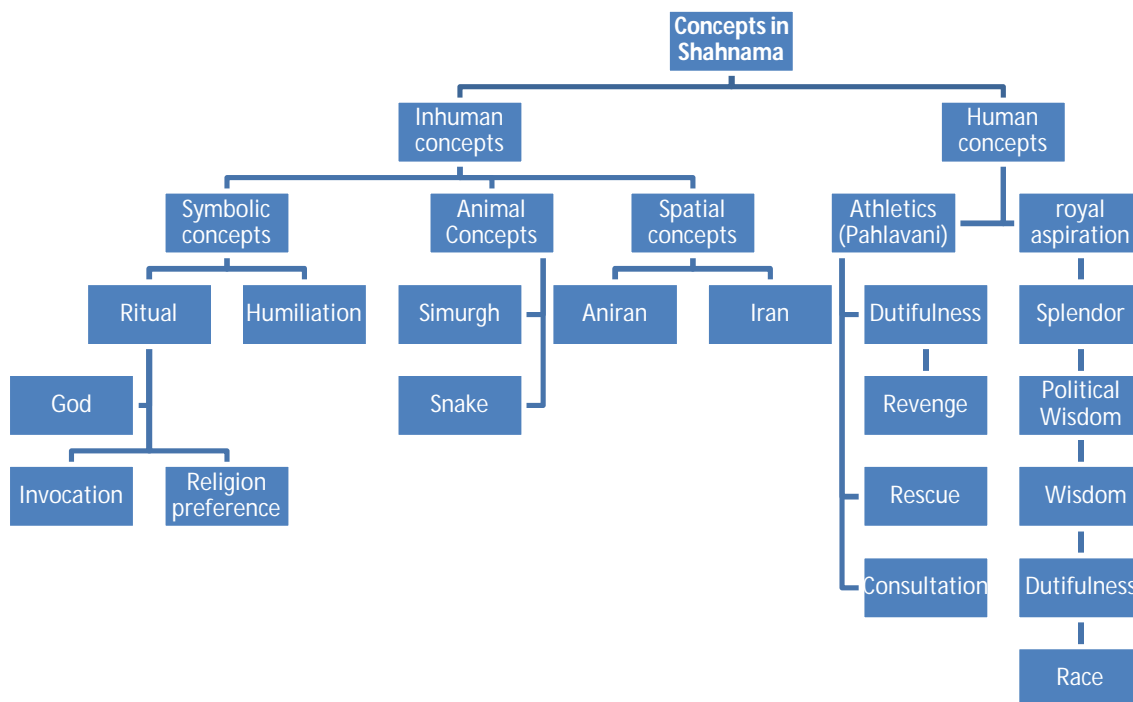 Concepts in
Shahnama
Inhuman
concepts
Human
concepts
Symbolic
concepts
Animal
Concepts
Spatial
concepts
Athletics
(Pahlavani)
royal
aspiration
Ritual
Humiliation
Simurgh
Aniran
Iran
Dutifulness
Splendor
God
Snake
Revenge
Political
Wisdom
Invocation
Religion
preference
Rescue
Wisdom
Consultation
Dutifulness
Race